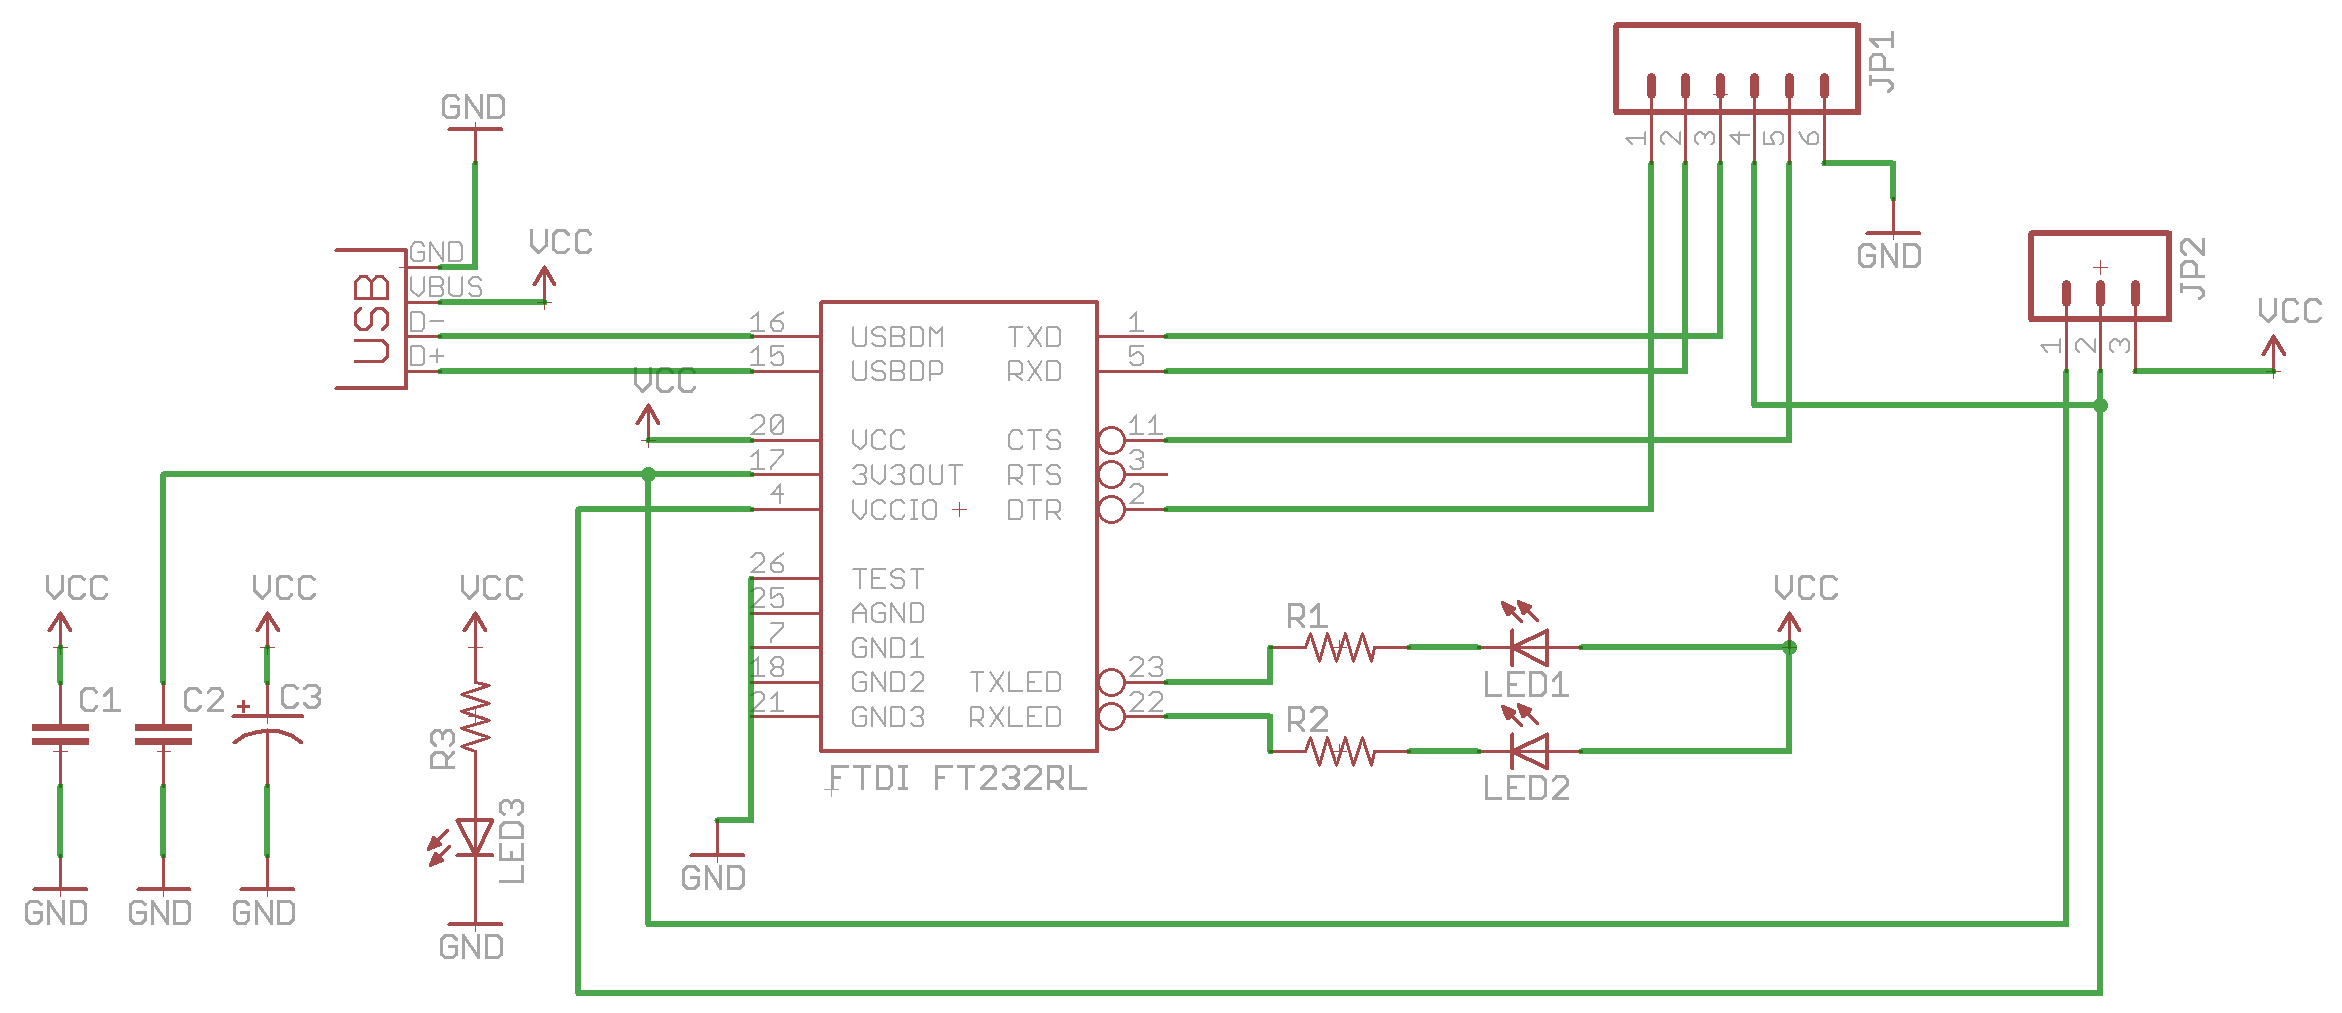 JP1
1 2 3 4 5 6
GND
GND
GND
VBUS
D-
D+
USB
VCC
JP2
1 2 3
VCC
16 USBDM TXD 1
15 USBDP RXD 5
VCC
20 VCC CTS 11
17 3V3OUT RTS 3
4 VCCIO DTR 2
26 TEST
25 AGND
7 GND1
18 GND2 TXLED 23
21 GND3 RXLED 22
FTDI FT232RL
GND
VCC
C1
GND
C2
GND
VCC
+
C3
GND
VCC
R3
LED3
GND
R1
LED1
R2
LED2
VCC